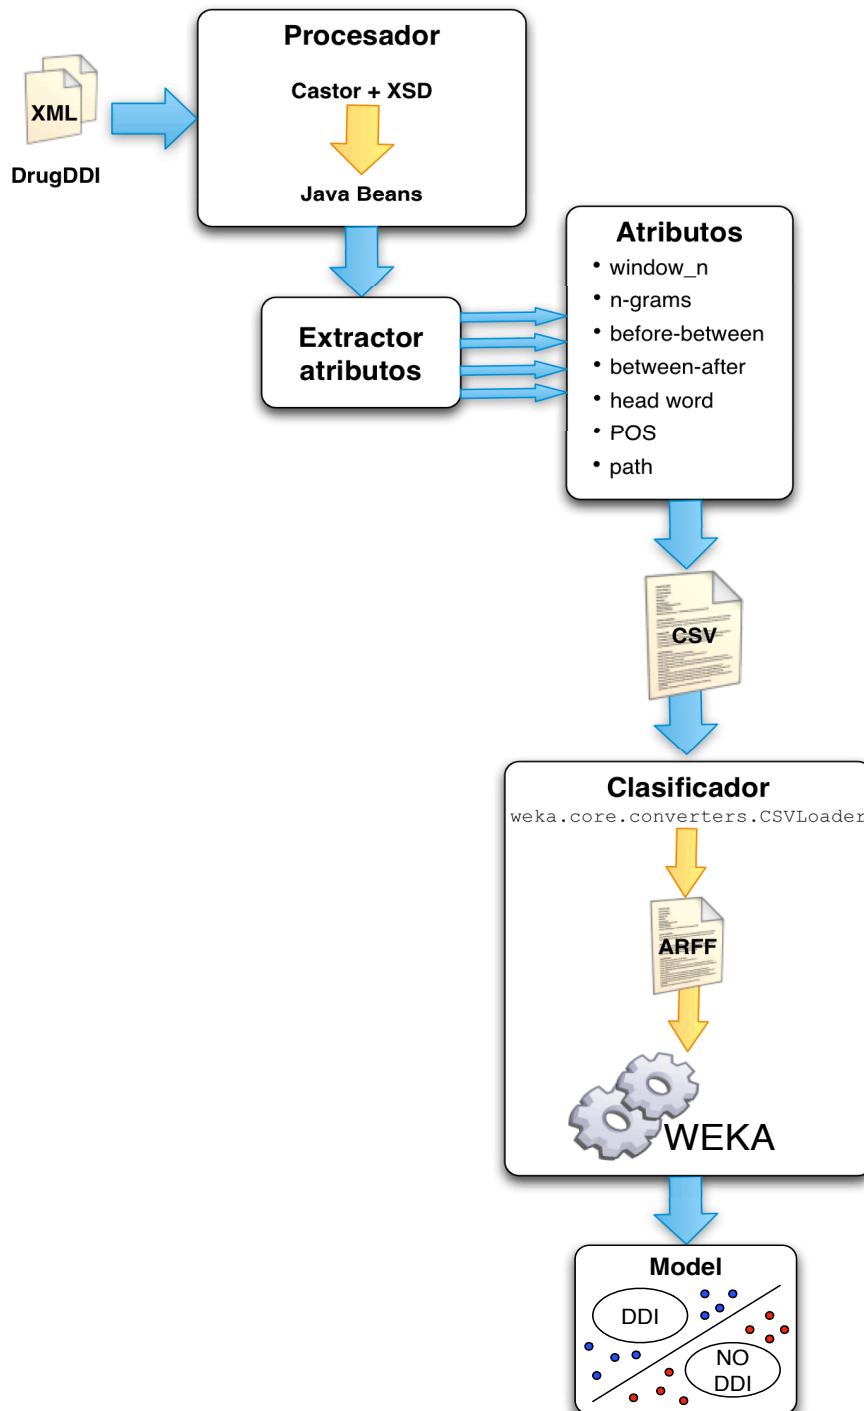 Procesador
Castor + XSD
XML
DrugDDI
Java Beans
Atributos
• window_n
• n-grams
• before-between
• between-after
• head word
• POS
• path
Extractor
atributos
CSV
Clasificador
weka.core.converters.CSVLoader
ARFF
WEKA
Model
DDI
NO
DDI